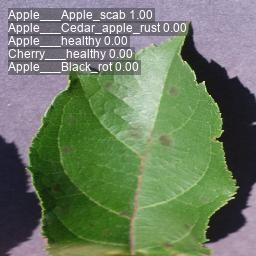 Apple___Apple_scab 1.00
Apple___Cedar_apple_rust 0.00
Apple___healthy 0.00
Cherry___healthy 0.00
Apple___Black_rot 0.00